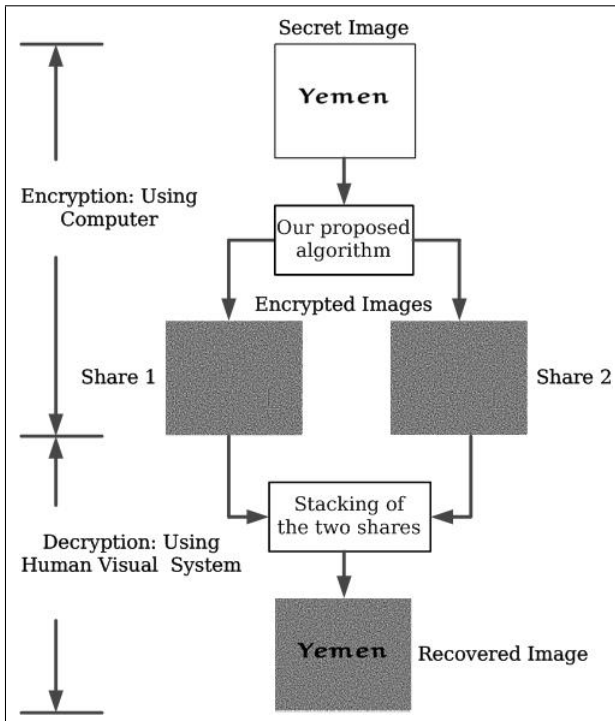 Secret Image
Yemen
Encryption: Using
Computer
Our proposed
algorithm
Encrypted Images
Share 1
Share 2
Stacking of
the two shares
Decryption: Using
Human Visual System
Yemen
Recovered Image